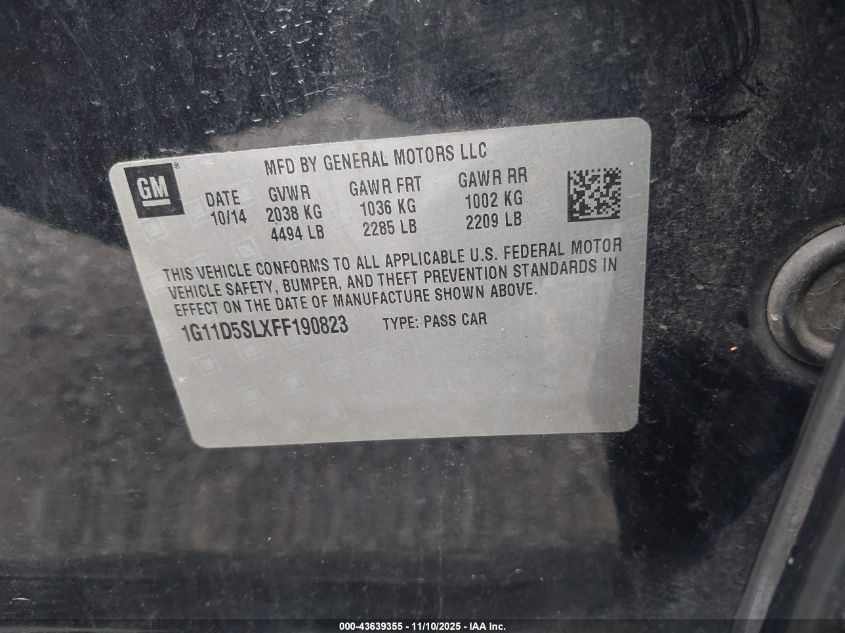 GM
MFD BY GENERAL MOTORS LLC
DATE GVWR GAWR FRT GAWR RR
10/14 2038 KG 1036 KG 1002 KG
4494 LB 2285 LB 2209 LB
THIS VEHICLE CONFORMS TO ALL APPLICABLE U.S. FEDERAL MOTOR
VEHICLE SAFETY, BUMPER, AND THEFT PREVENTION STANDARDS IN
EFFECT ON THE DATE OF MANUFACTURE SHOWN ABOVE.
1G11D5SLXFF190823 TYPE: PASS CAR
000-43639355 - 11/10/2025 - IAA Inc.